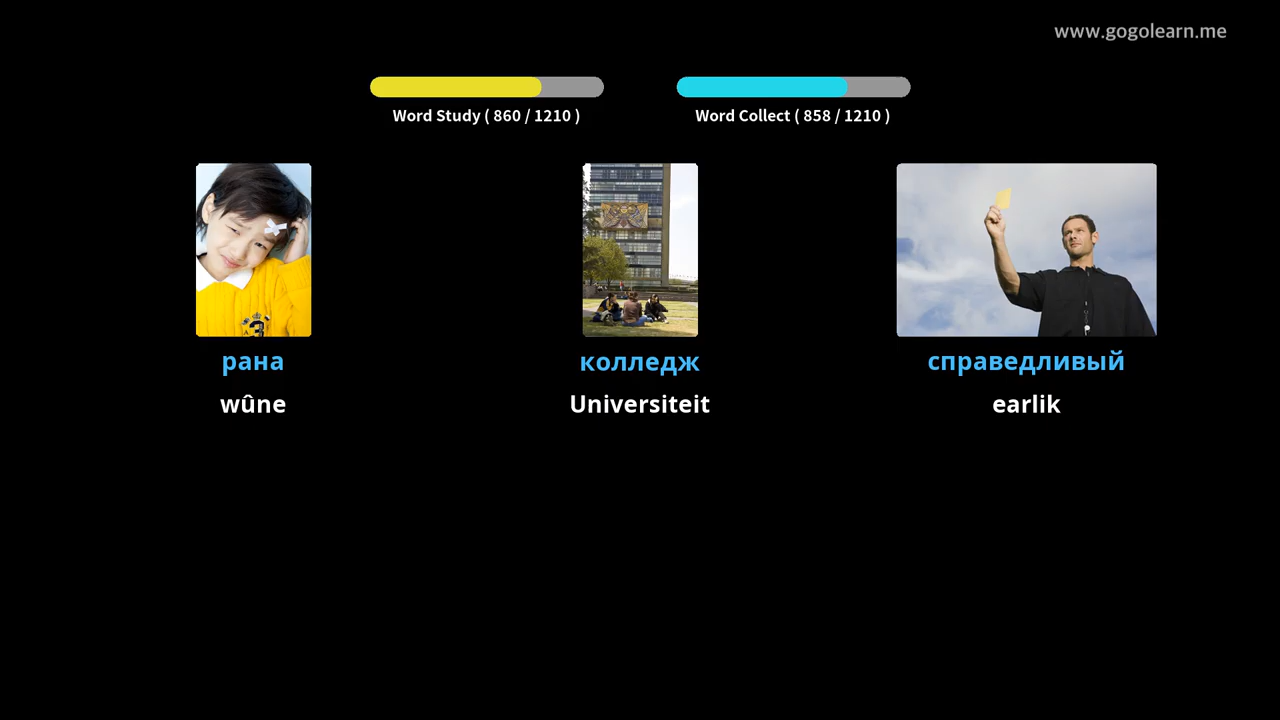 www.gogolearn.me
Word Study ( 860 / 1210 )
Word Collect ( 858 / 1210 )
рана
колледж
справедливый
wûne
Universiteit
earlik